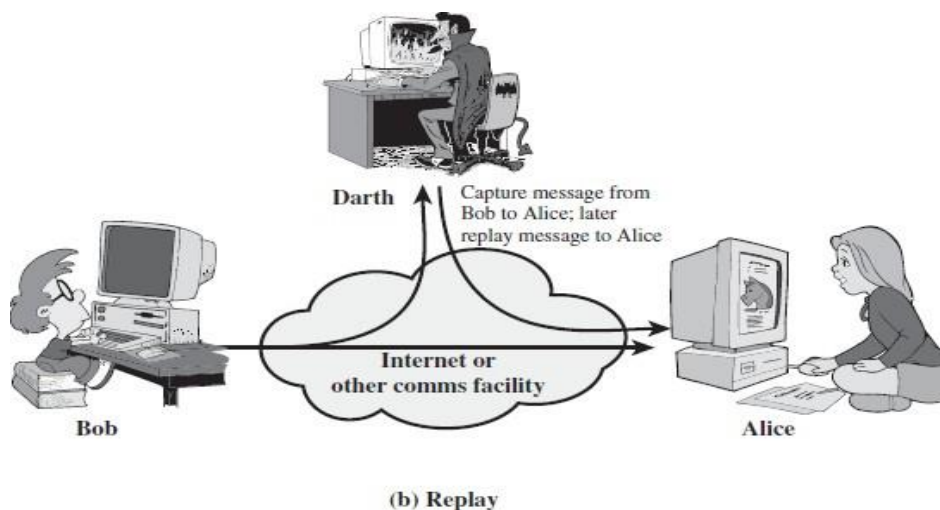 Darth
Capture message from
Bob to Alice; later
replay message to Alice
Internet or
other comms facility
Bob
Alice
(b) Replay